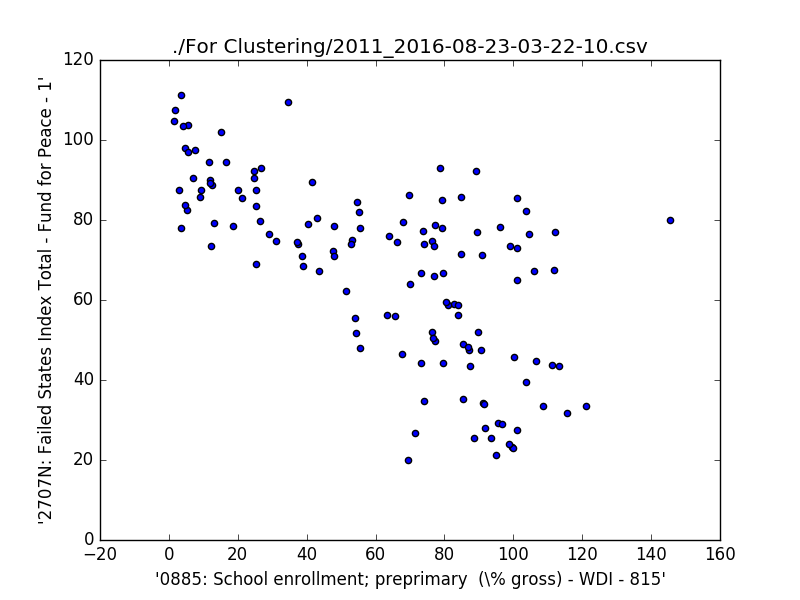 ./For Clustering/2011_2016-08-23-03-22-10.csv
120
100
80
60
40
20
0
'2707N: Failed States Index Total - Fund for Peace - 1'
−20 0 20 40 60 80 100 120 140 160
'0885: School enrollment; preprimary  (\% gross) - WDI - 815'